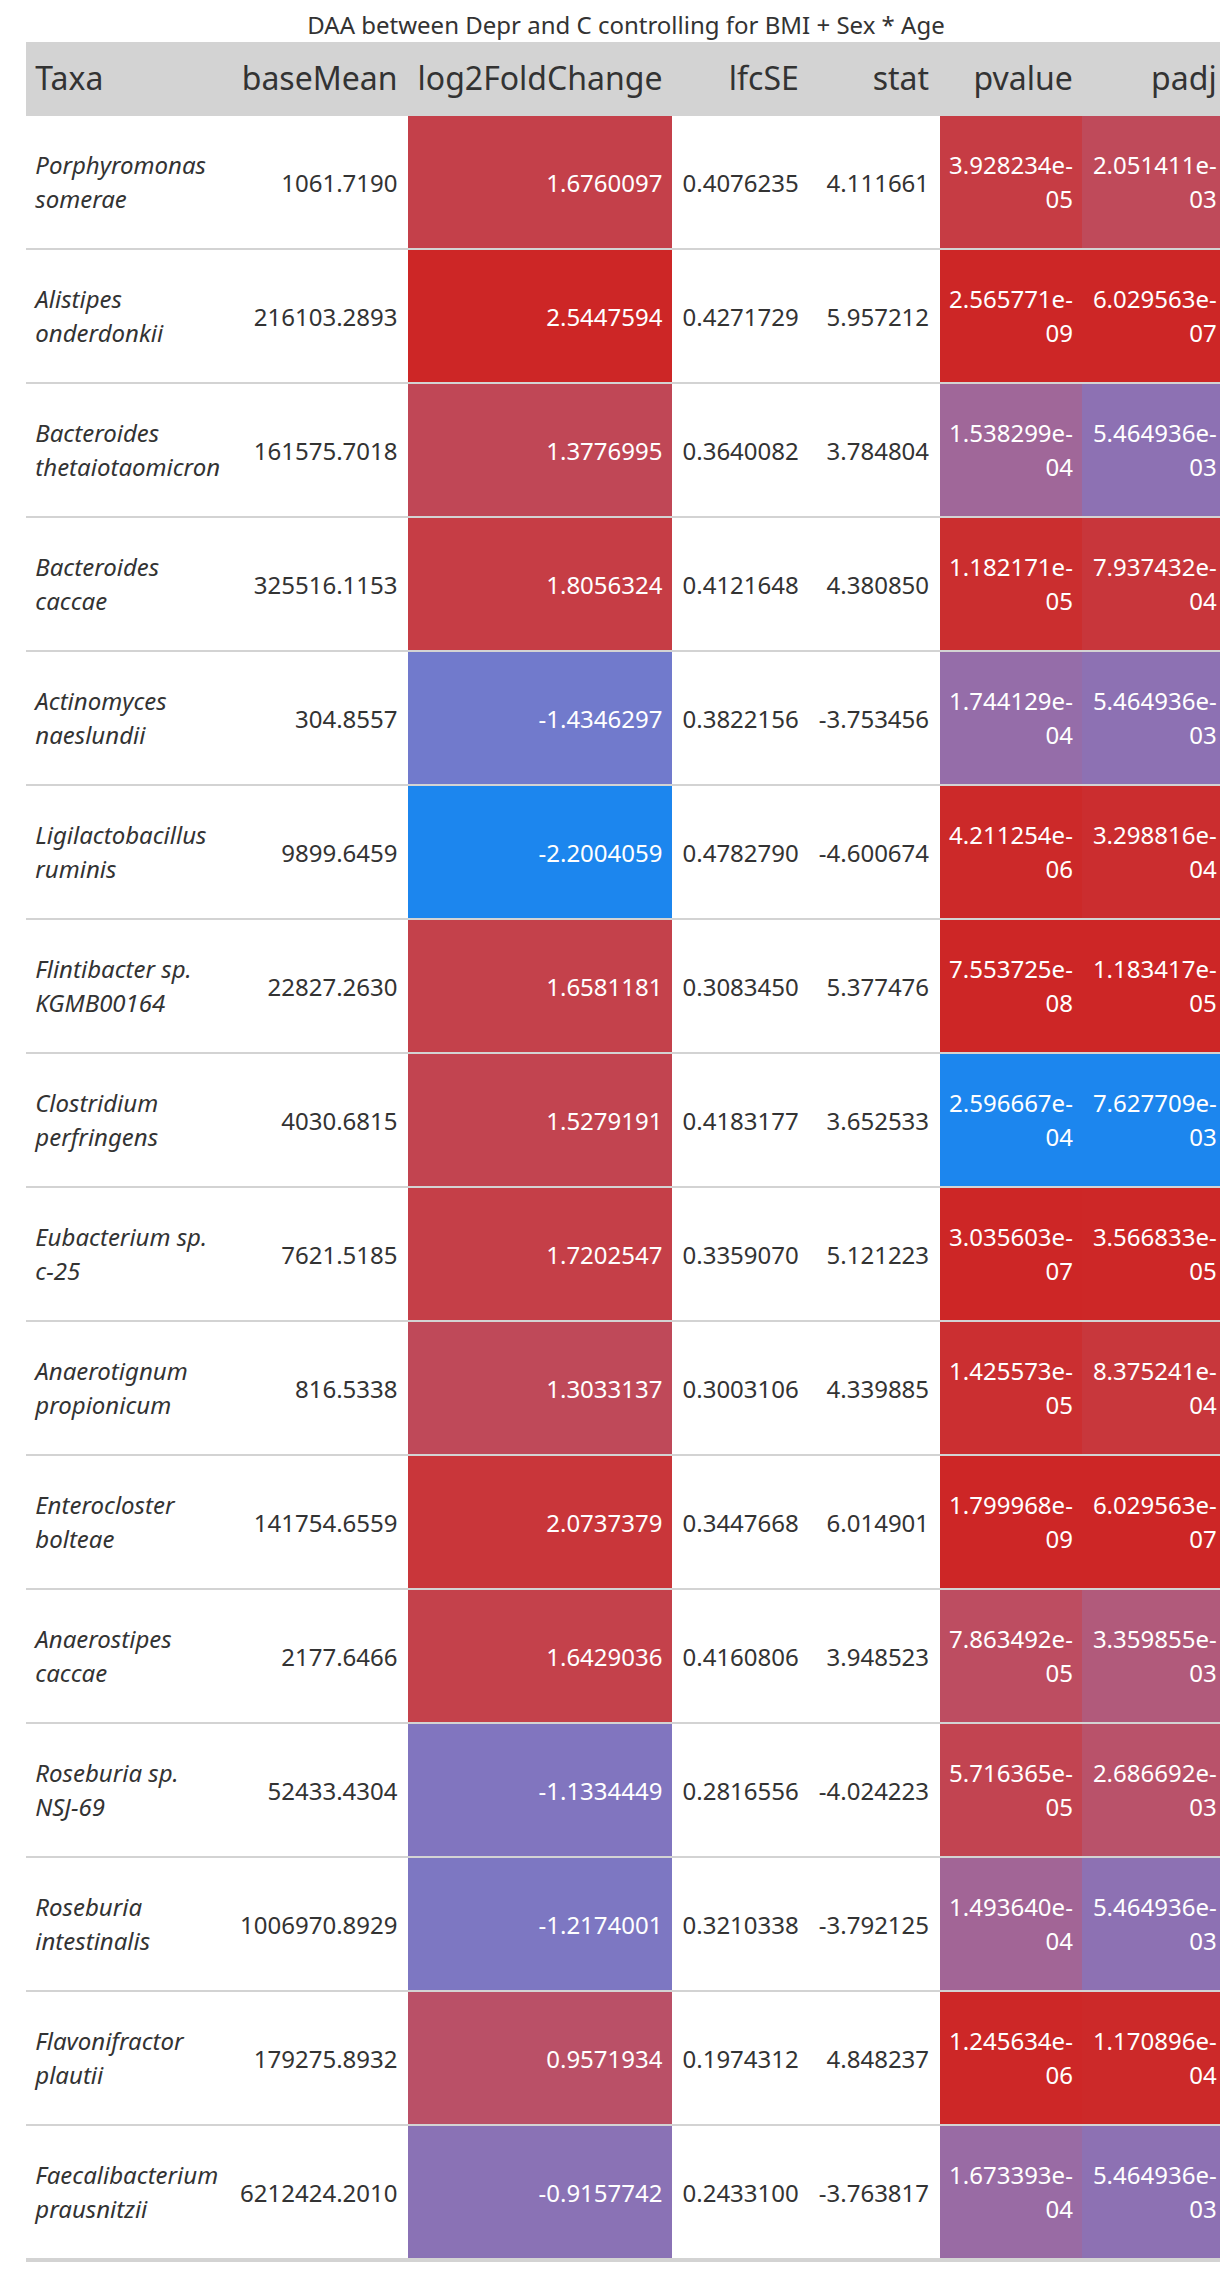 DAA between Depr and C controlling for BMI + Sex * Age
Taxa baseMean log2FoldChange lfcSE stat pvalue padj
Porphyromonas somerae 1061.7190 1.6760097 0.4076235 4.111661 3.928234e-05 2.051411e-03
Alistipes onderdonkii 216103.2893 2.5447594 0.4271729 5.957212 2.565771e-09 6.029563e-07
Bacteroides thetaiotaomicron 161575.7018 1.3776995 0.3640082 3.784804 1.538299e-04 5.464936e-03
Bacteroides caccae 325516.1153 1.8056324 0.4121648 4.380850 1.182171e-05 7.937432e-04
Actinomyces naeslundii 304.8557 -1.4346297 0.3822156 -3.753456 1.744129e-04 5.464936e-03
Ligilactobacillus ruminis 9899.6459 -2.2004059 0.4782790 -4.600674 4.211254e-06 3.298816e-04
Flintibacter sp. KGMB00164 22827.2630 1.6581181 0.3083450 5.377476 7.553725e-08 1.183417e-05
Clostridium perfringens 4030.6815 1.5279191 0.4183177 3.652533 2.596667e-04 7.627709e-03
Eubacterium sp. c-25 7621.5185 1.7202547 0.3359070 5.121223 3.035603e-07 3.566833e-05
Anaerotignum propionicum 816.5338 1.3033137 0.3003106 4.339885 1.425573e-05 8.375241e-04
Enterocloster bolteae 141754.6559 2.0737379 0.3447668 6.014901 1.799968e-09 6.029563e-07
Anaerostipes caccae 2177.6466 1.6429036 0.4160806 3.948523 7.863492e-05 3.359855e-03
Roseburia sp. NSJ-69 52433.4304 -1.1334449 0.2816556 -4.024223 5.716365e-05 2.686692e-03
Roseburia intestinalis 1006970.8929 -1.2174001 0.3210338 -3.792125 1.493640e-04 5.464936e-03
Flavonifractor plautii 179275.8932 0.9571934 0.1974312 4.848237 1.245634e-06 1.170896e-04
Faecalibacterium prausnitzii 6212424.2010 -0.9157742 0.2433100 -3.763817 1.673393e-04 5.464936e-03